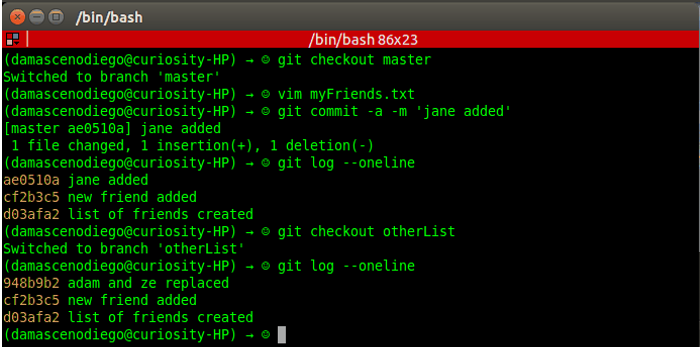 /bin/bash
/bin/bash 86x23
(damascenodiego@curiosity-HP) → ☺ git checkout master
Switched to branch 'master'
(damascenodiego@curiosity-HP) → ☺ vim myFriends.txt
(damascenodiego@curiosity-HP) → ☺ git commit -a -m 'jane added'
[master ae0510a] jane added
 1 file changed, 1 insertion(+), 1 deletion(-)
(damascenodiego@curiosity-HP) → ☺ git log --oneline
ae0510a jane added
cf2b3c5 new friend added
d03afa2 list of friends created
(damascenodiego@curiosity-HP) → ☺ git checkout otherList
Switched to branch 'otherList'
(damascenodiego@curiosity-HP) → ☺ git log --oneline
948b9b2 adam and ze replaced
cf2b3c5 new friend added
d03afa2 list of friends created
(damascenodiego@curiosity-HP) → ☺